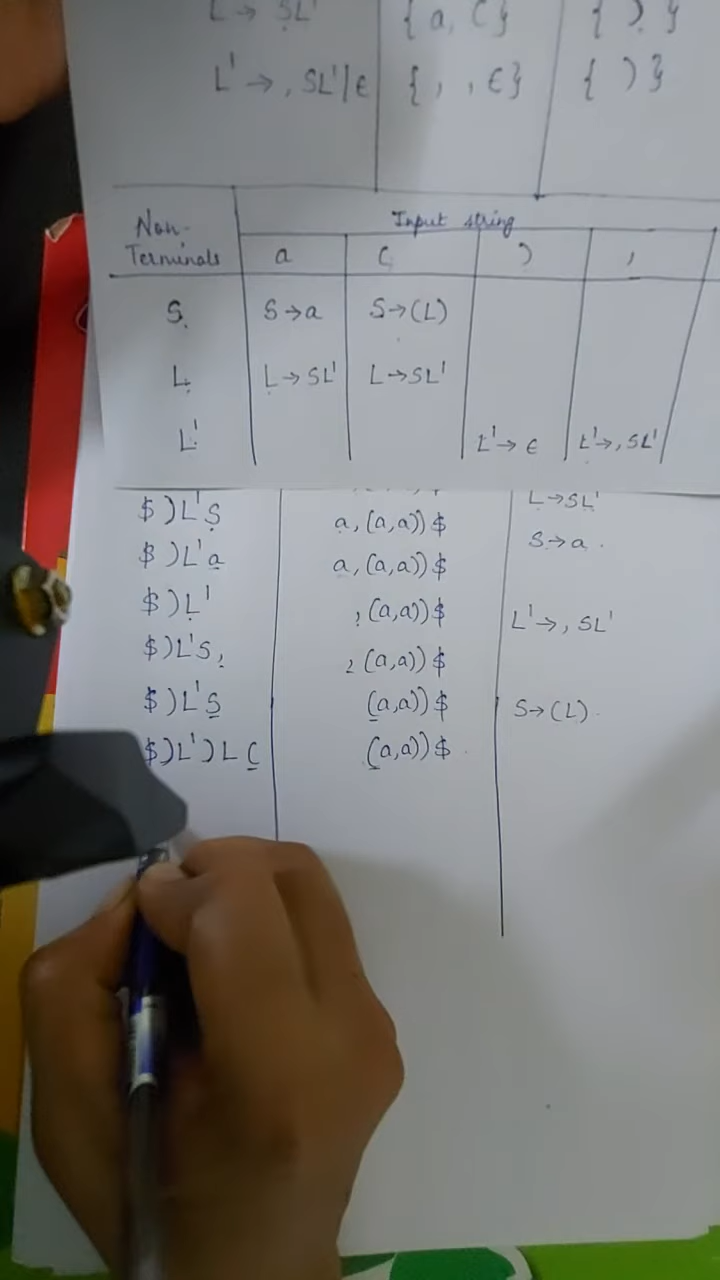 L → SL' { a, ( } { ) }
L' → , SL' | ε { , , ε } { ) }
Non- Input string
Terminals a ( ) ,
S S → a S → (L)
L L → SL' L → SL'
L' L' → ε L' → , SL'
$ ) L' S a, (a,a)) $ L → SL'
S → a
$ ) L' a a, (a,a)) $
$ ) L' , (a,a)) $ L' → , SL'
$ ) L' S , , (a,a)) $
$ ) L' S (a,a)) $ S → (L)
$ ) L' ) L ( (a,a)) $